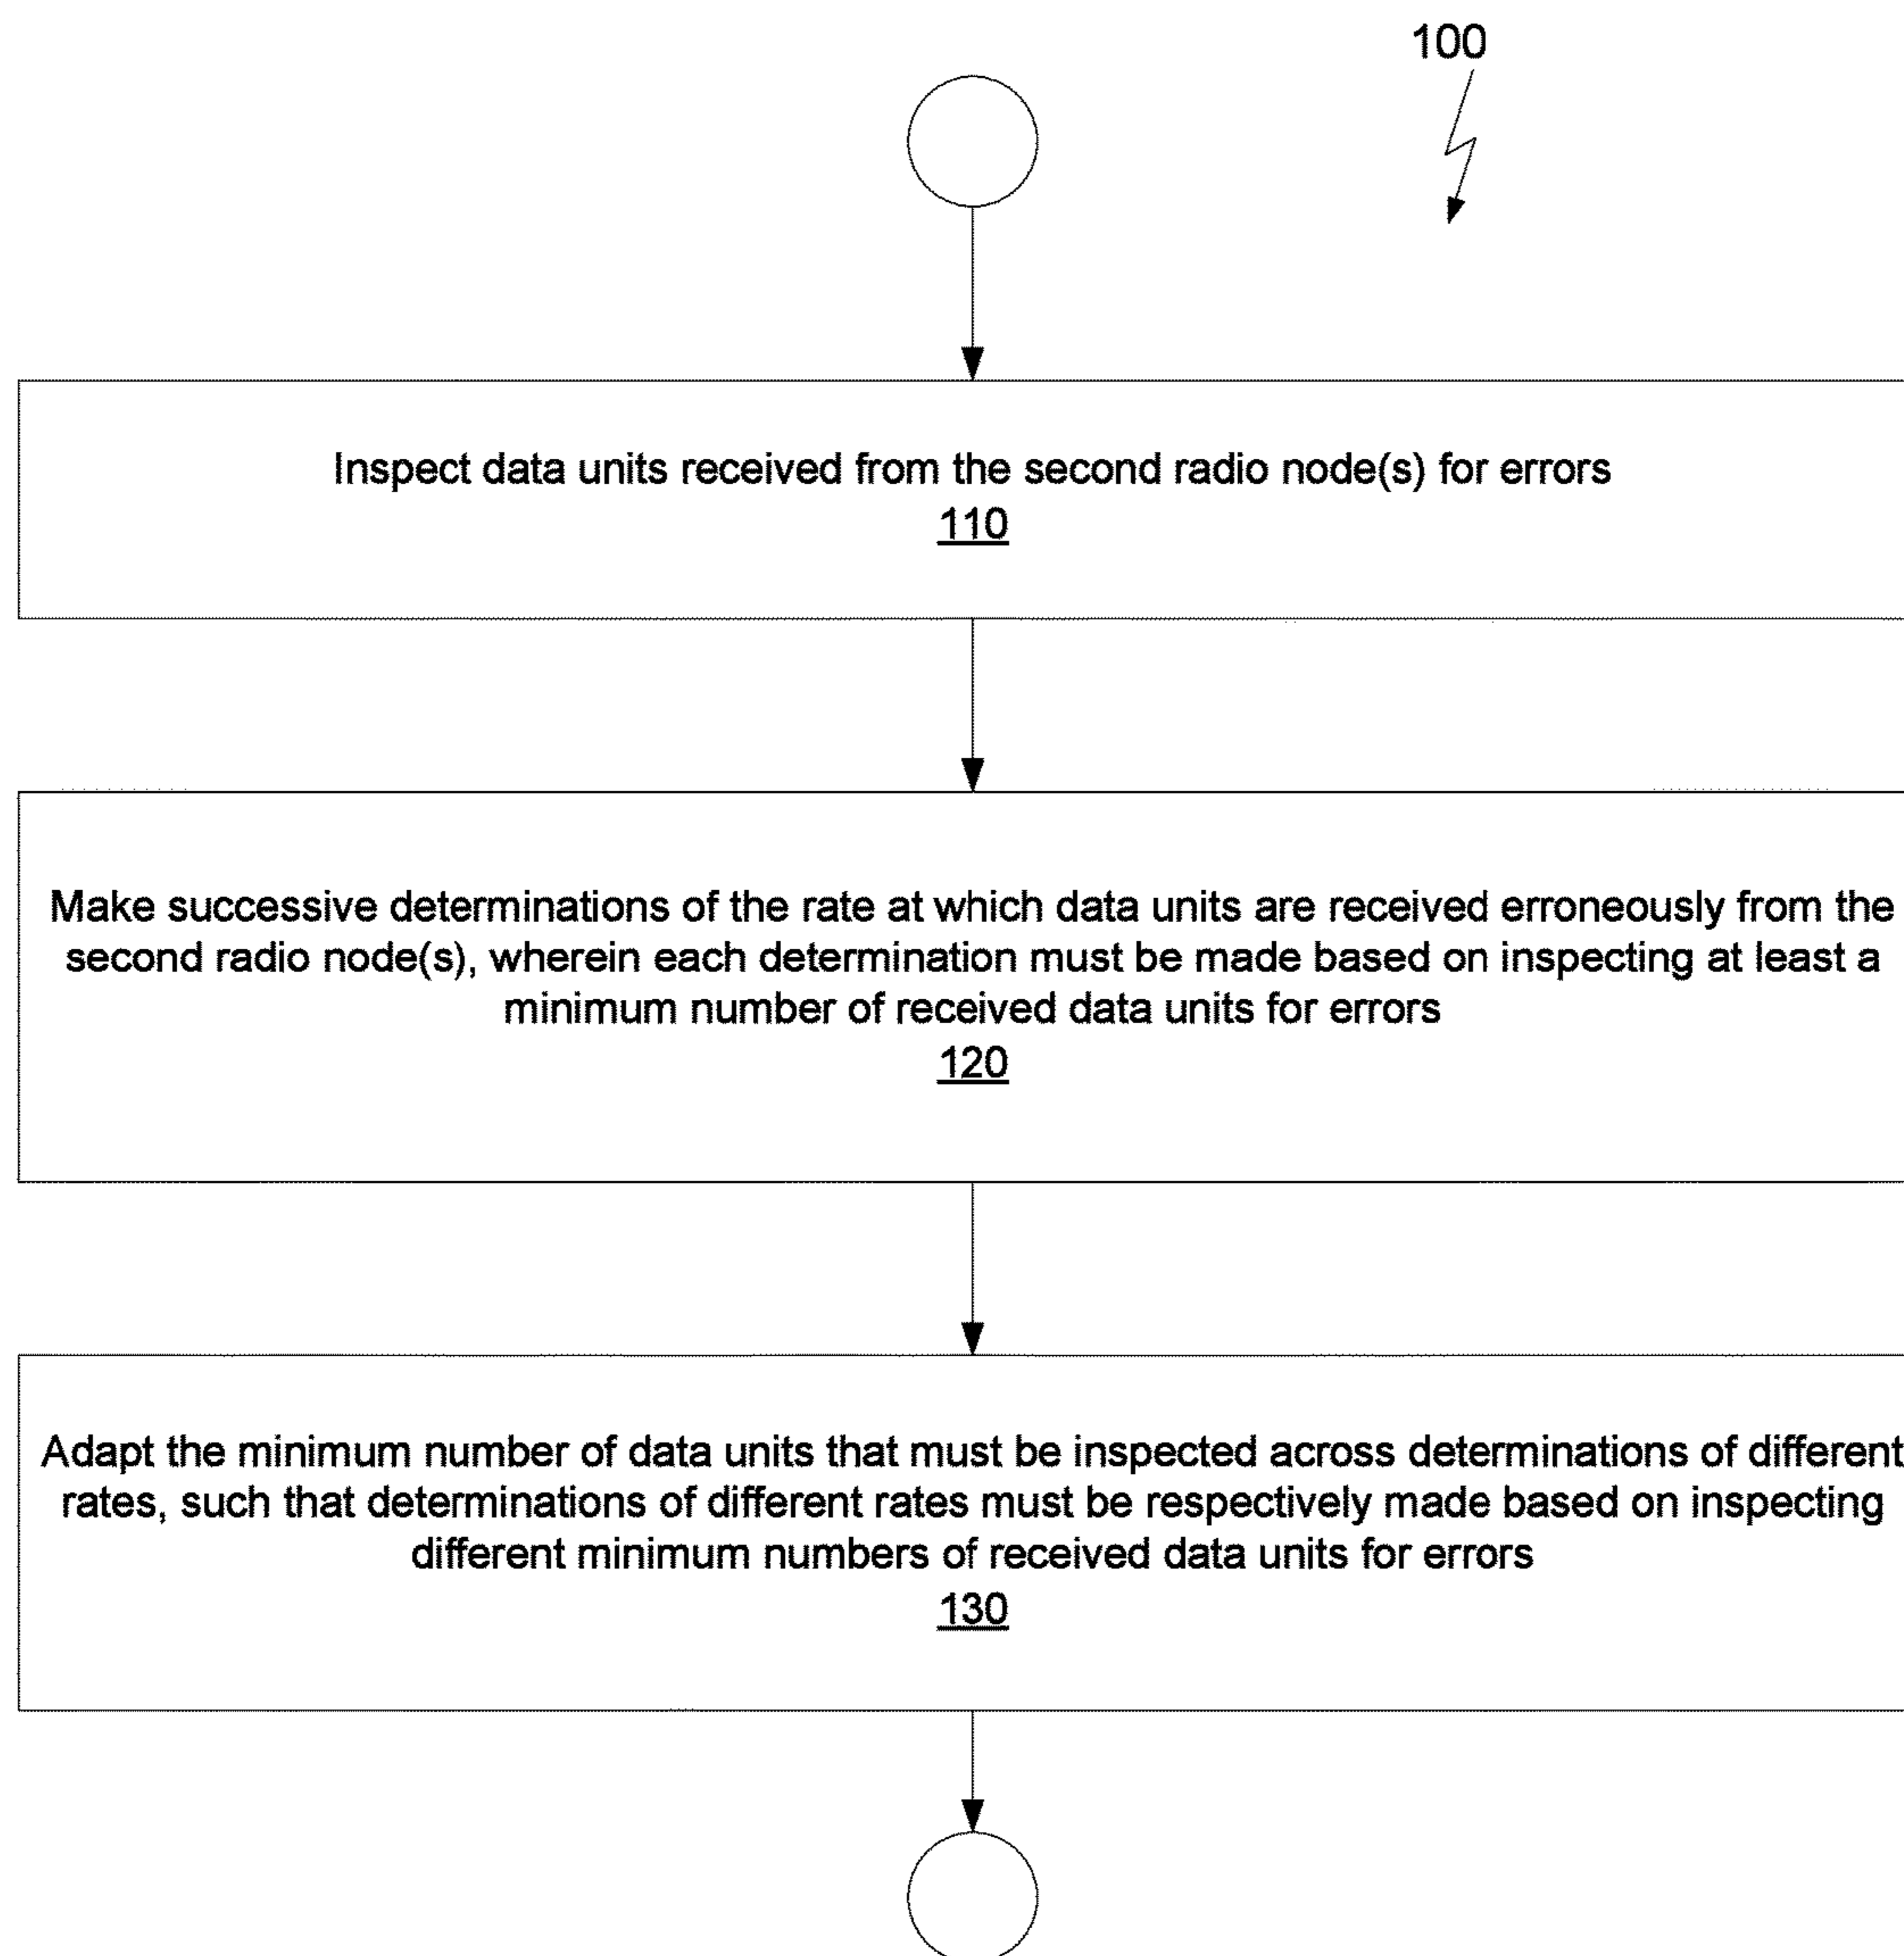 100
Inspect data units received from the second radio node(s) for errors
110
Make successive determinations of the rate at which data units are received erroneously from the
second radio node(s), wherein each determination must be made based on inspecting at least a
minimum number of received data units for errors
120
Adapt the minimum number of data units that must be inspected across determinations of different
rates, such that determinations of different rates must be respectively made based on inspecting
different minimum numbers of received data units for errors
130